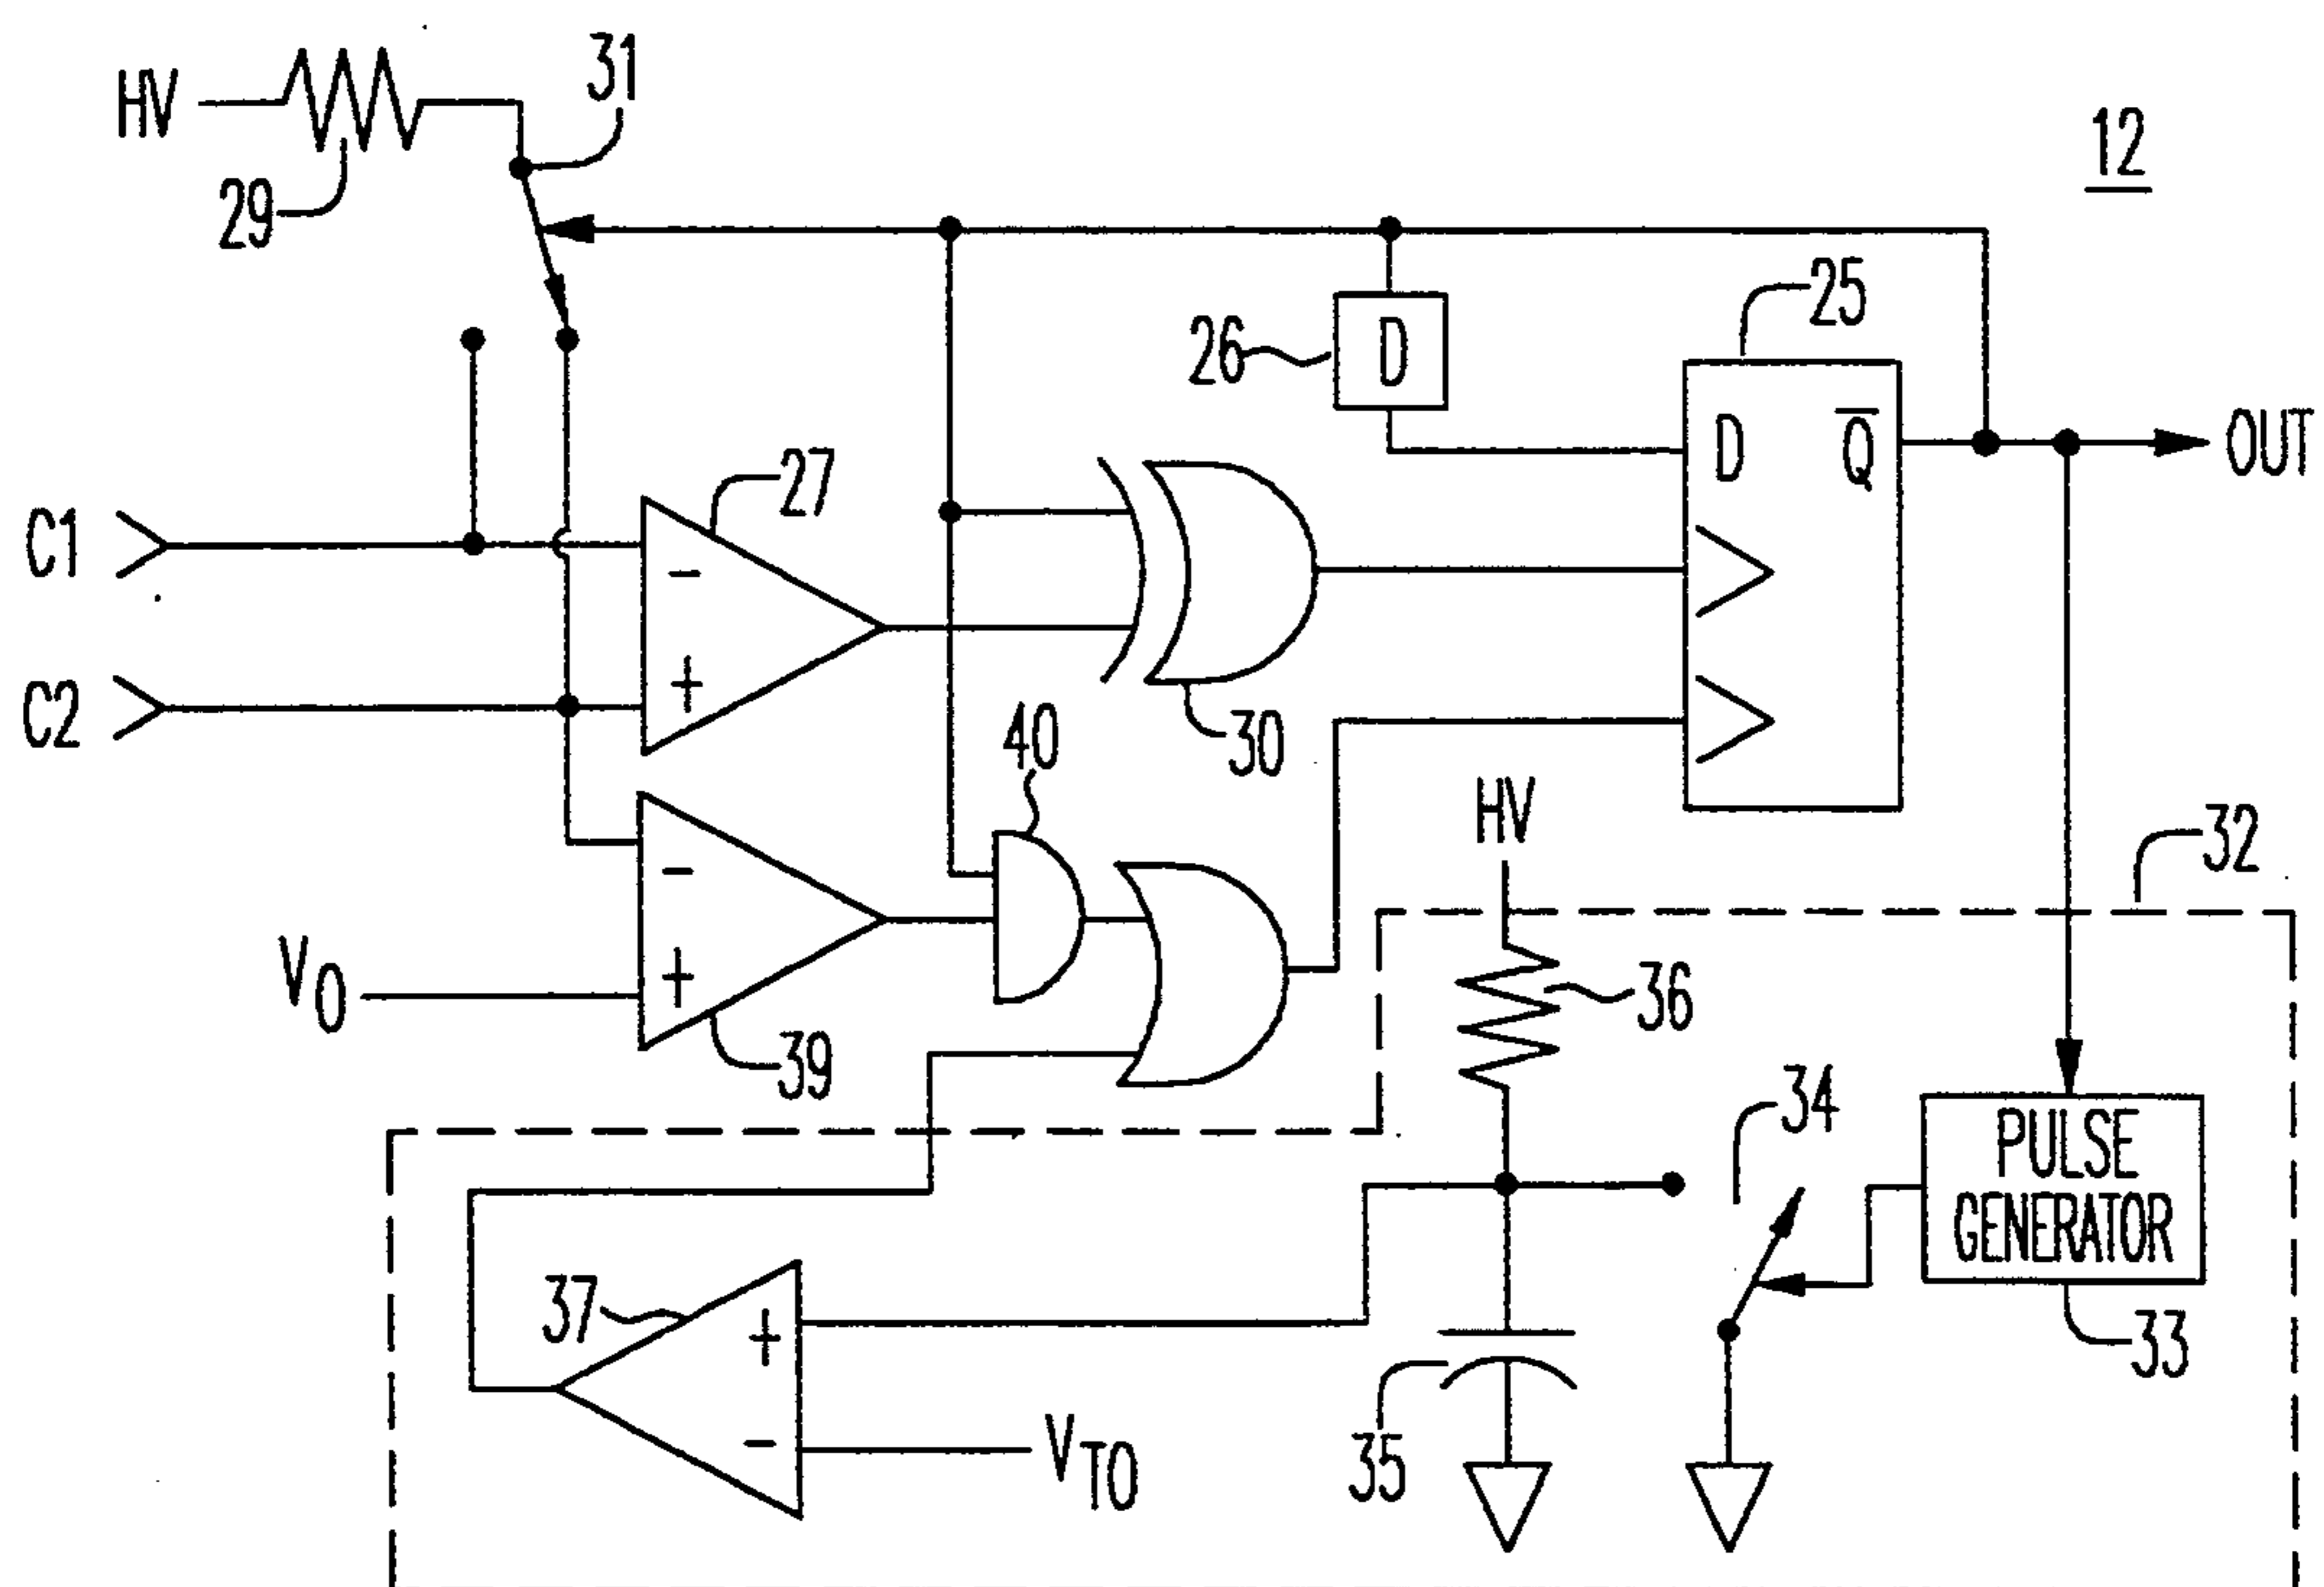 HV
31
12
29
25
26
D
D
Q̅
OUT
27
C1
-
+
C2
40
30
HV
32
-
V0
+
36
39
34
PULSE
GENERATOR
37
+
33
-
VTO
35